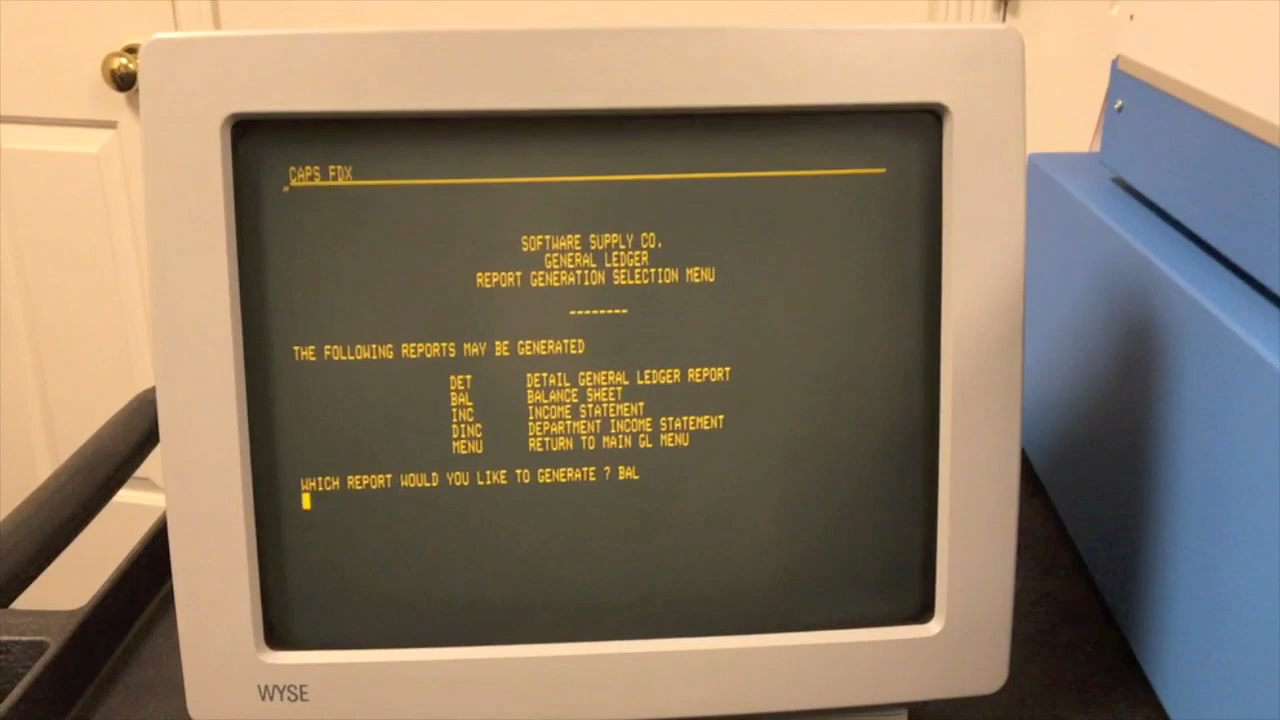 CAPS FDX
SOFTWARE SUPPLY CO.
GENERAL LEDGER
REPORT GENERATION SELECTION MENU
--------
THE FOLLOWING REPORTS MAY BE GENERATED
DET DETAIL GENERAL LEDGER REPORT
BAL BALANCE SHEET
INC INCOME STATEMENT
DINC DEPARTMENT INCOME STATEMENT
MENU RETURN TO MAIN GL MENU
WHICH REPORT WOULD YOU LIKE TO GENERATE ? BAL
WYSE